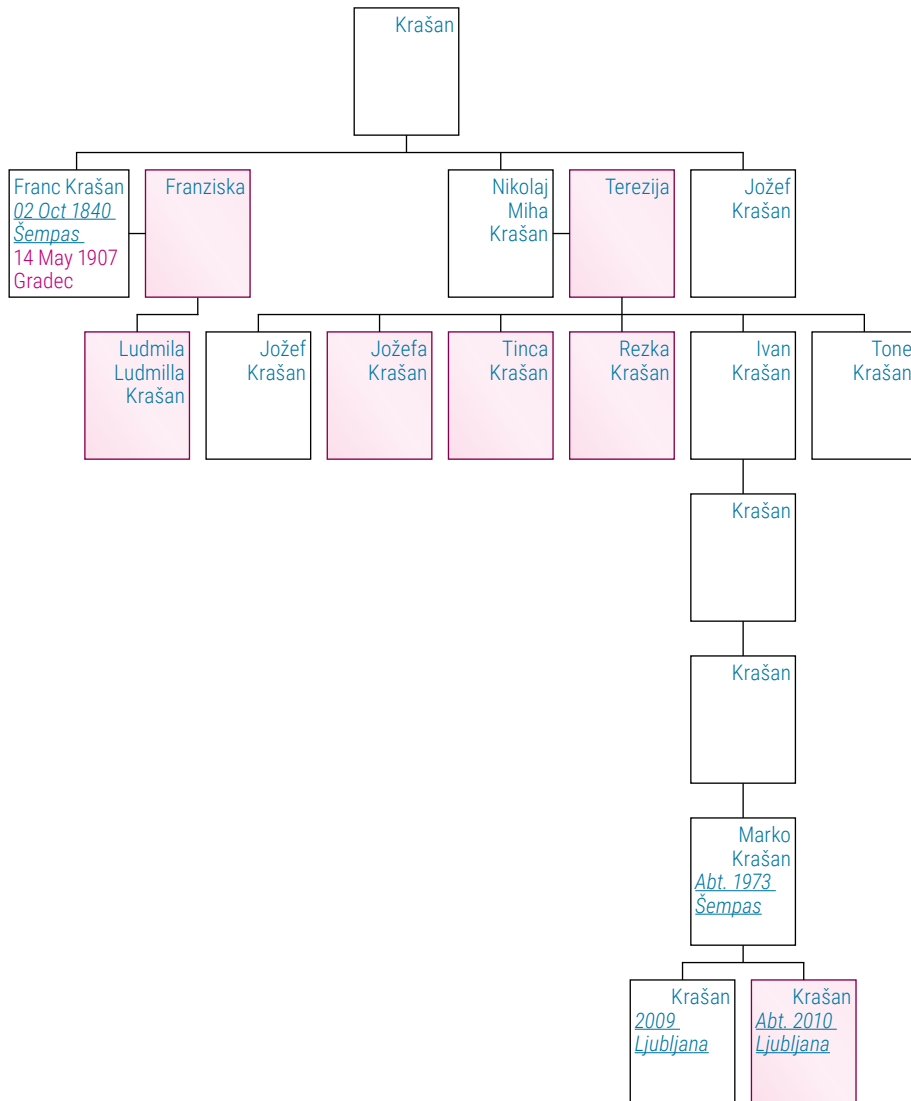 Krašan
Franc Krašan
02 Oct 1840
Šempas
14 May 1907
Gradec
Franziska
Nikolaj
Miha
Krašan
Terezija
Jožef
Krašan
Ludmila
Ludmilla
Krašan
Jožef
Krašan
Jožefa
Krašan
Tinca
Krašan
Rezka
Krašan
Ivan
Krašan
Tone
Krašan
Krašan
Krašan
Marko
Krašan
Abt. 1973
Šempas
Krašan
2009
Ljubljana
Krašan
Abt. 2010
Ljubljana